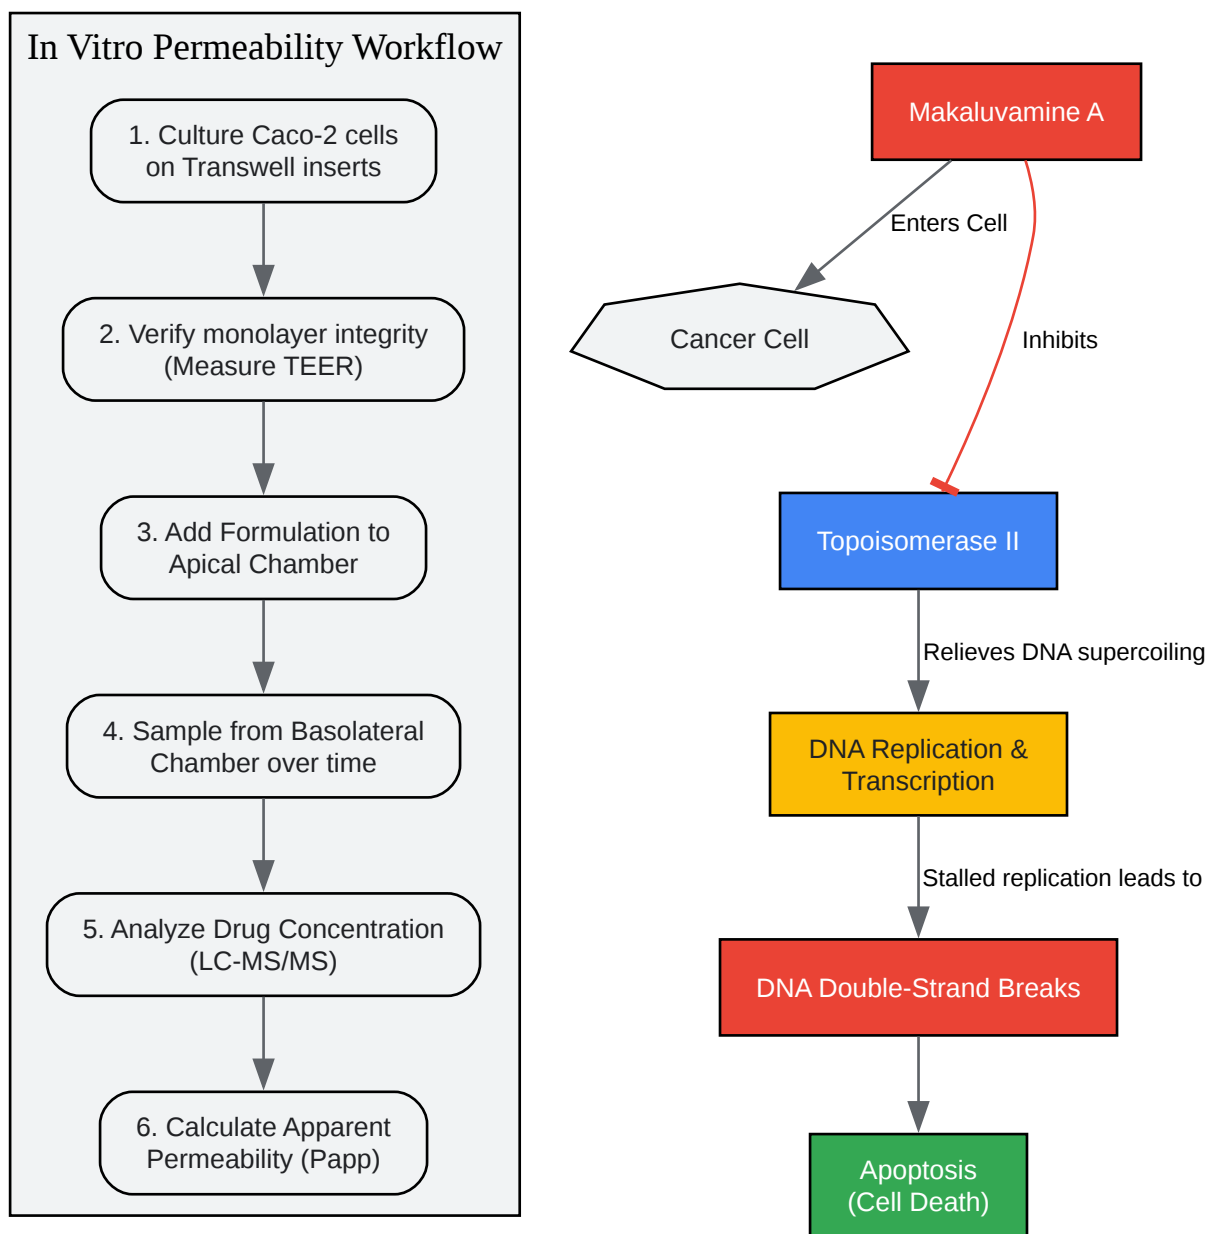 In Vitro Permeability Workflow
1. Culture Caco-2 cells
on Transwell inserts
2. Verify monolayer integrity
(Measure TEER)
3. Add Formulation to
Apical Chamber
4. Sample from Basolateral
Chamber over time
5. Analyze Drug Concentration
(LC-MS/MS)
6. Calculate Apparent
Permeability (Papp)
Makaluvamine A
Enters Cell
Cancer Cell
Inhibits
Topoisomerase II
Relieves DNA supercoiling
DNA Replication &
Transcription
Stalled replication leads to
DNA Double-Strand Breaks
Apoptosis
(Cell Death)